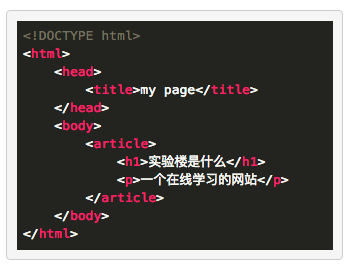 <!DOCTYPE html>
<html>
    <head>
        <title>my page</title>
    </head>
    <body>
        <article>
            <h1>实验楼是什么</h1>
            <p>一个在线学习的网站</p>
        </article>
    </body>
</html>